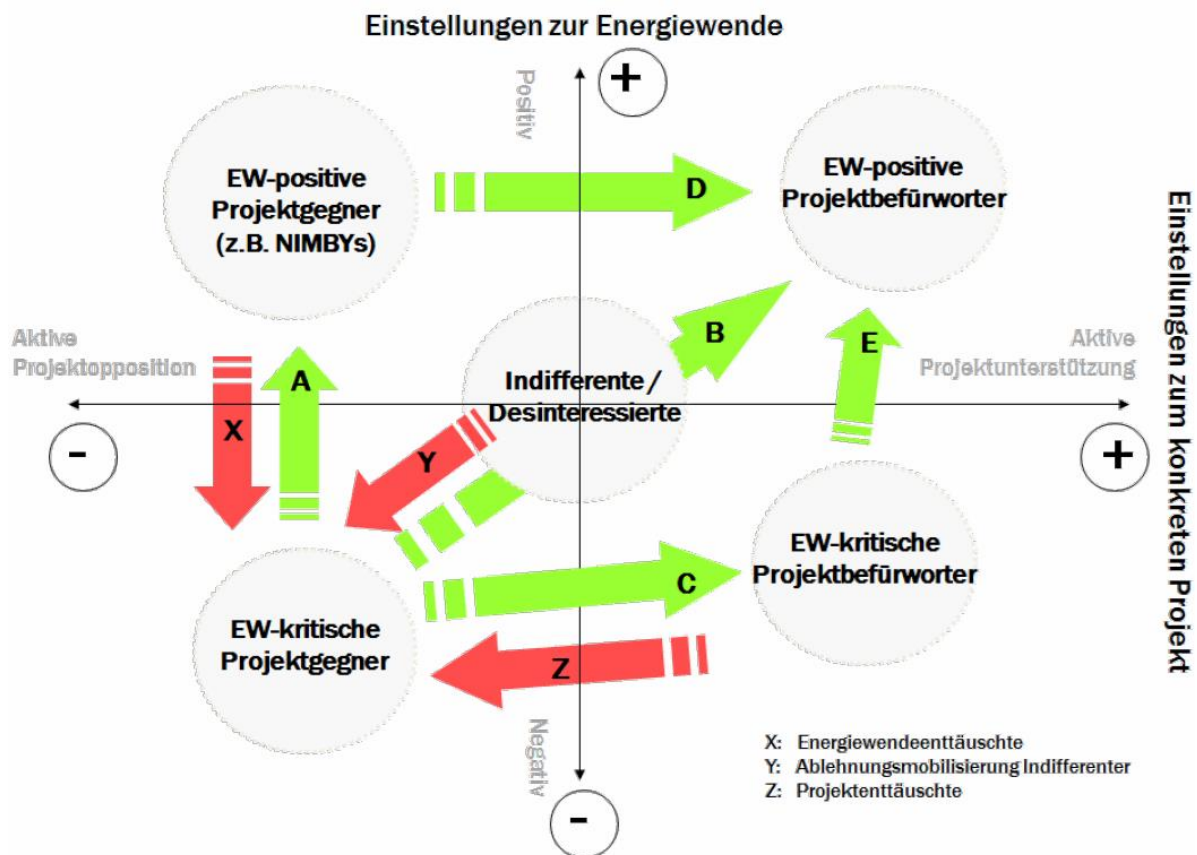 Einstellungen zur Energiewende
+
Positiv
EW-positive
Projektgegner
(z.B. NIMBYs)
D
EW-positive
Projektbefürworter
Einstellungen zum konkreten Projekt
Aktive
Projektopposition
X
A
Indifferente /
Desinteressierte
B
E
Aktive
Projektunterstützung
-
+
Y
EW-kritische
Projektgegner
C
Z
EW-kritische
Projektbefürworter
Negativ
-
X: Energiewendeenttäuschte
Y: Ablehnungsmobilisierung Indifferenter
Z: Projektenttäuschte